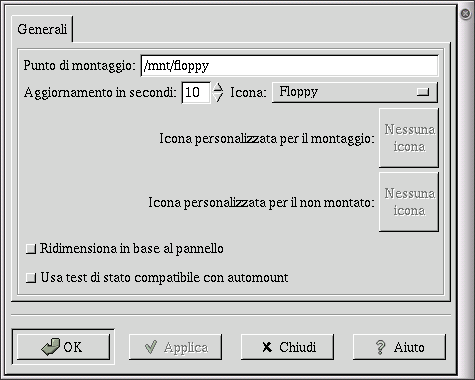 Generali
Punto di montaggio: /mnt/floppy
Aggiornamento in secondi: 10 Icona: Floppy
Icona personalizzata per il montaggio: Nessuna
icona
Icona personalizzata per il non montato: Nessuna
icona
Ridimensiona in base al pannello
Usa test di stato compatibile con automount
OK Applica Chiudi Aiuto